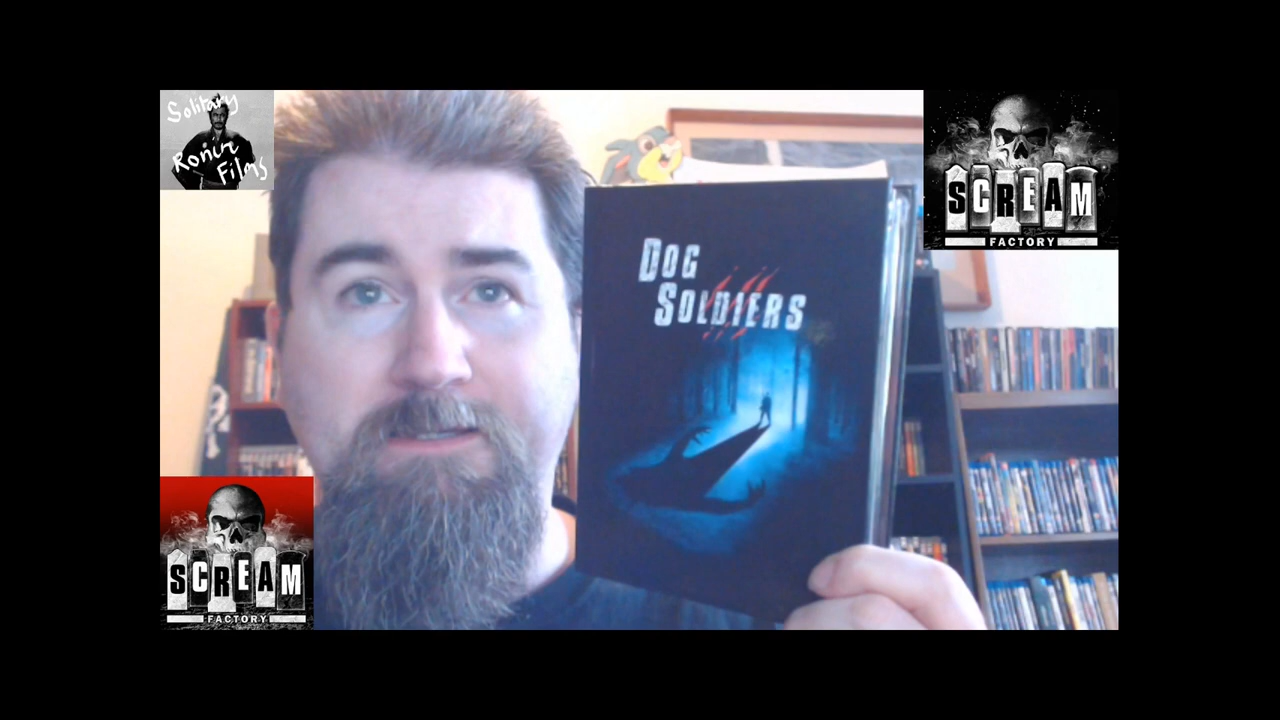 Solitary
Ronin
Films
SCREAM
FACTORY
DOG
SOLDIERS
SCREAM
FACTORY